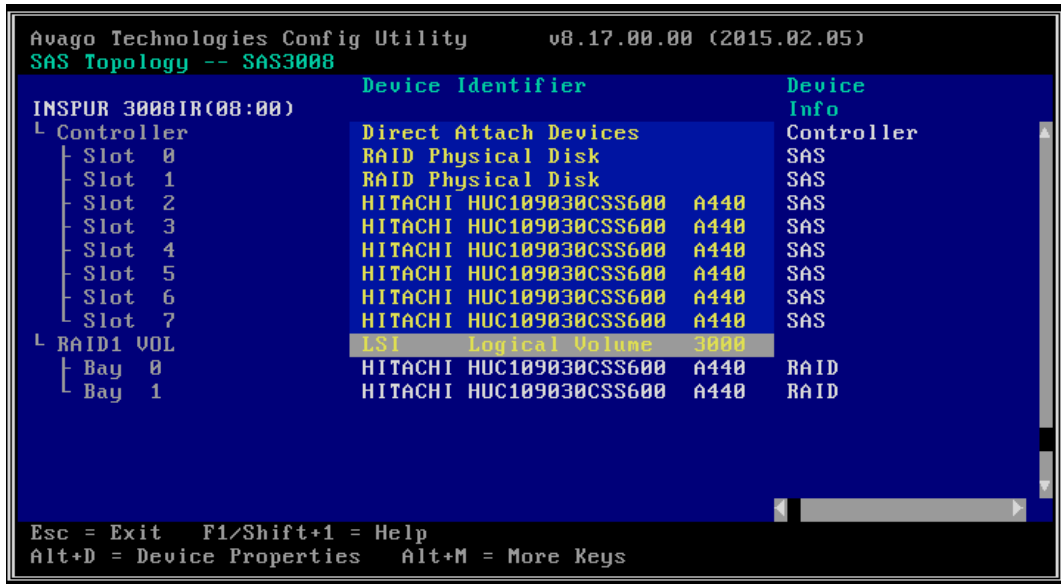 Avago Technologies Config Utility v8.17.00.00 (2015.02.05)
SAS Topology -- SAS3008
Device Identifier Device
INSPUR 3008IR(08:00) Info
Controller Direct Attach Devices Controller
Slot 0 RAID Physical Disk SAS
Slot 1 RAID Physical Disk SAS
Slot 2 HITACHI HUC109030CSS600 A440 SAS
Slot 3 HITACHI HUC109030CSS600 A440 SAS
Slot 4 HITACHI HUC109030CSS600 A440 SAS
Slot 5 HITACHI HUC109030CSS600 A440 SAS
Slot 6 HITACHI HUC109030CSS600 A440 SAS
Slot 7 HITACHI HUC109030CSS600 A440 SAS
RAID1 VOL LSI Logical Volume 3000
Bay 0 HITACHI HUC109030CSS600 A440 RAID
Bay 1 HITACHI HUC109030CSS600 A440 RAID
Esc = Exit F1/Shift+1 = Help
Alt+D = Device Properties Alt+M = More Keys